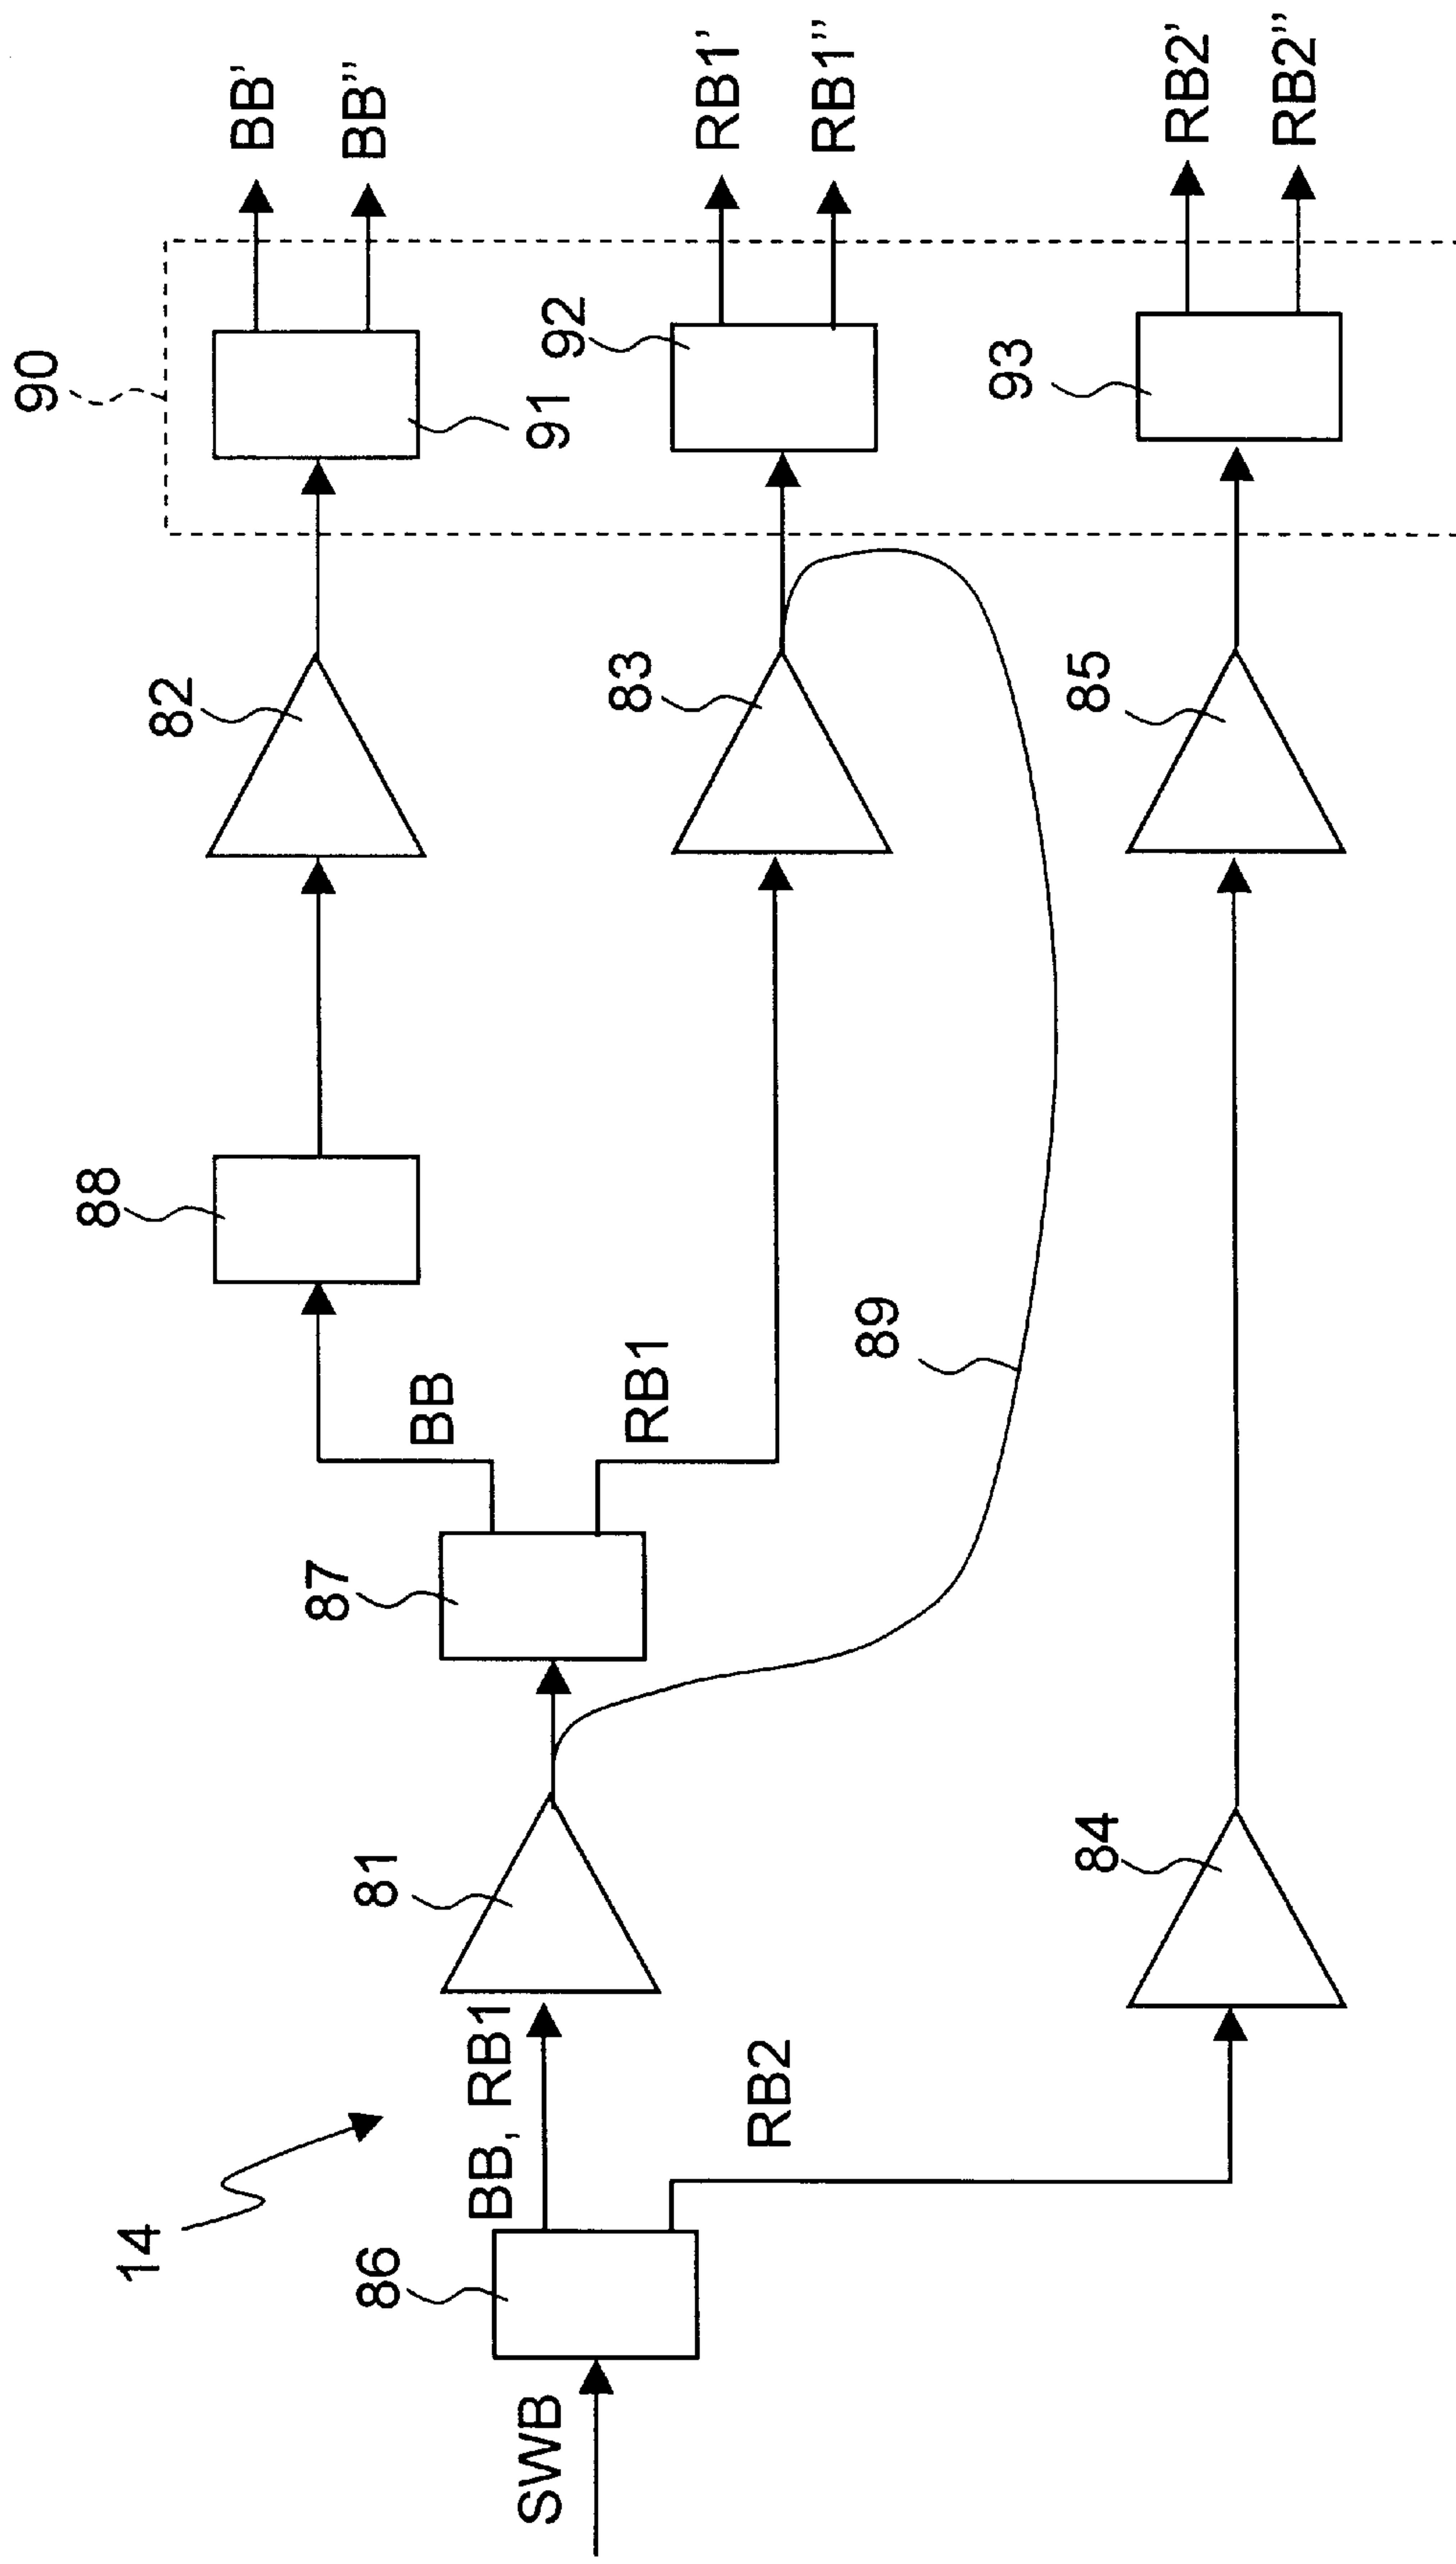 14
SWB
86
BB, RB1
RB2
81
84
87
BB
RB1
88
89
82
83
85
90
91
92
93
BB'
BB''
RB1'
RB1''
RB2'
RB2''